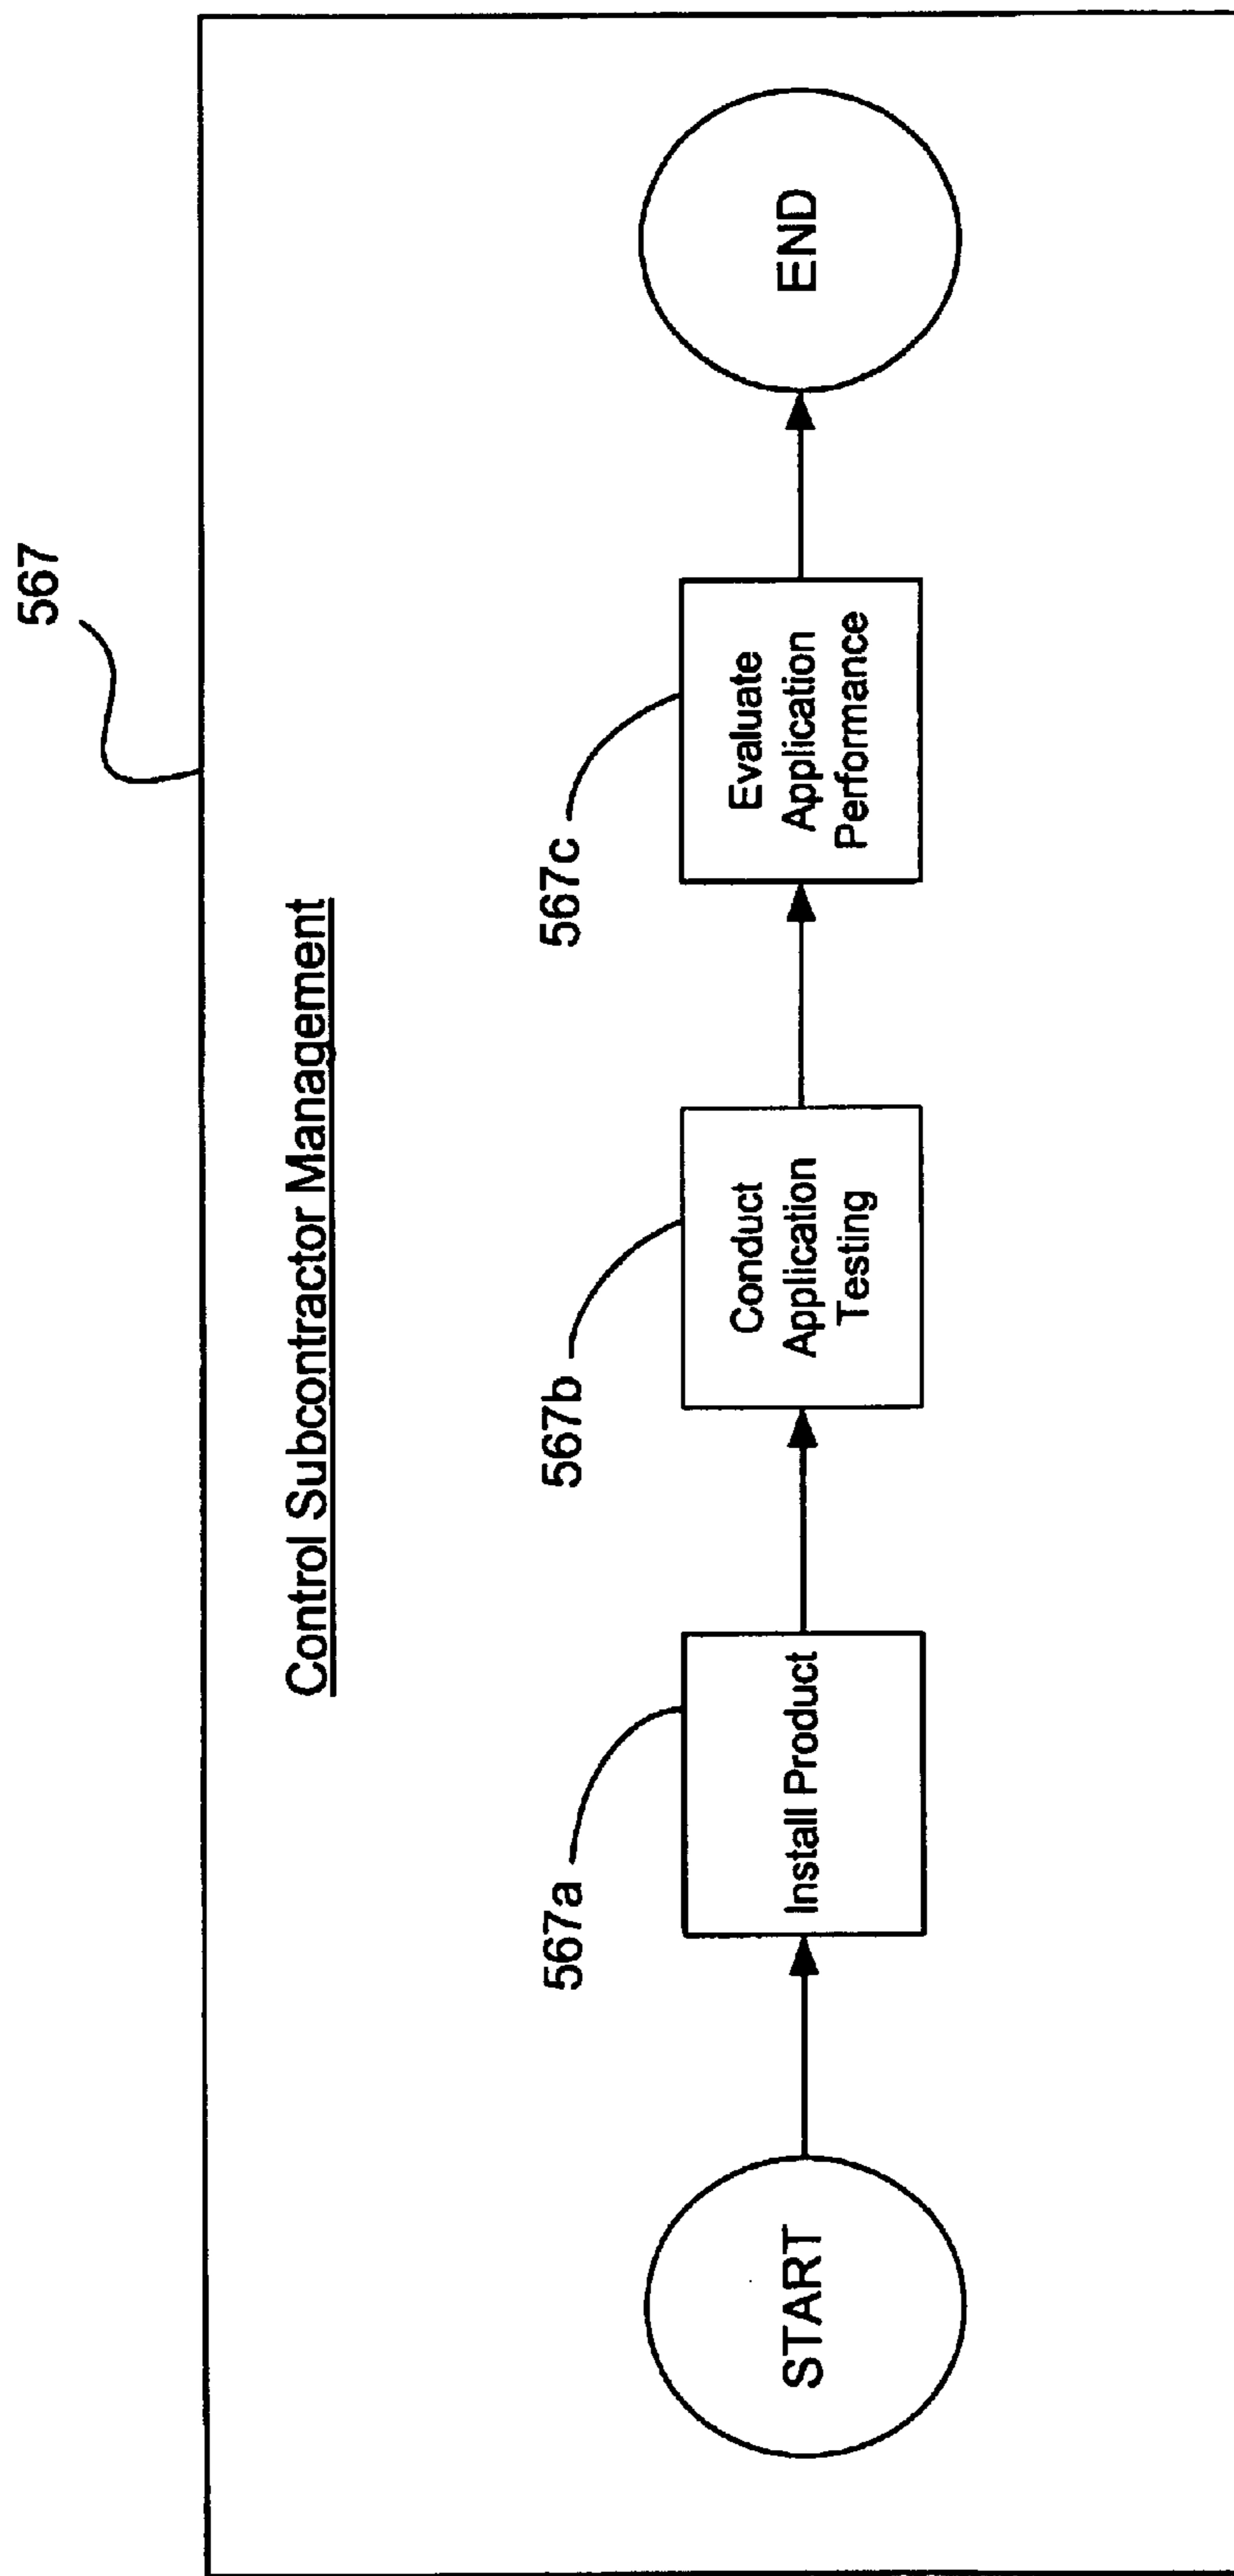 567
Control Subcontractor Management
567a
567b
567c
START
Install Product
Conduct
Application
Testing
Evaluate
Application
Performance
END